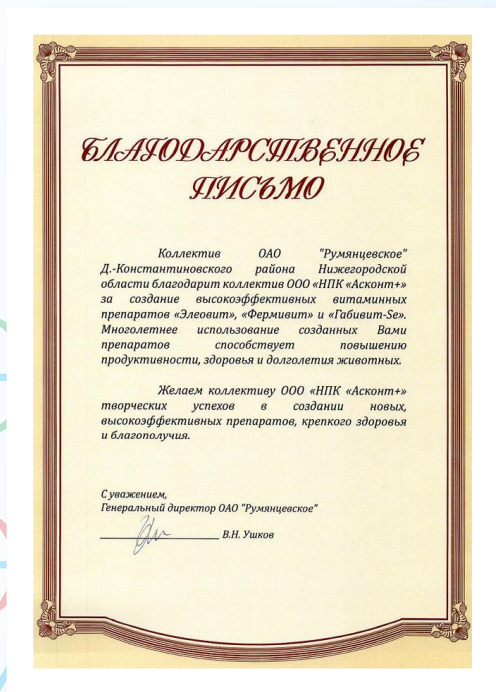 БЛАГОДАРСТВЕННОЕ
ПИСЬМО
Коллектив ОАО "Румянцевское"
Д.-Константиновского района Нижегородской
области благодарит коллектив ООО «НПК «Асконт+»
за создание высокоэффективных витаминных
препаратов «Элеовит», «Фермивит» и «Габивит-Se».
Многолетнее использование созданных Вами
препаратов способствует повышению
продуктивности, здоровья и долголетия животных.
Желаем коллективу ООО «НПК «Асконт+»
творческих успехов в создании новых,
высокоэффективных препаратов, крепкого здоровья
и благополучия.
С уважением,
Генеральный директор ОАО "Румянцевское"
В.Н. Ушков